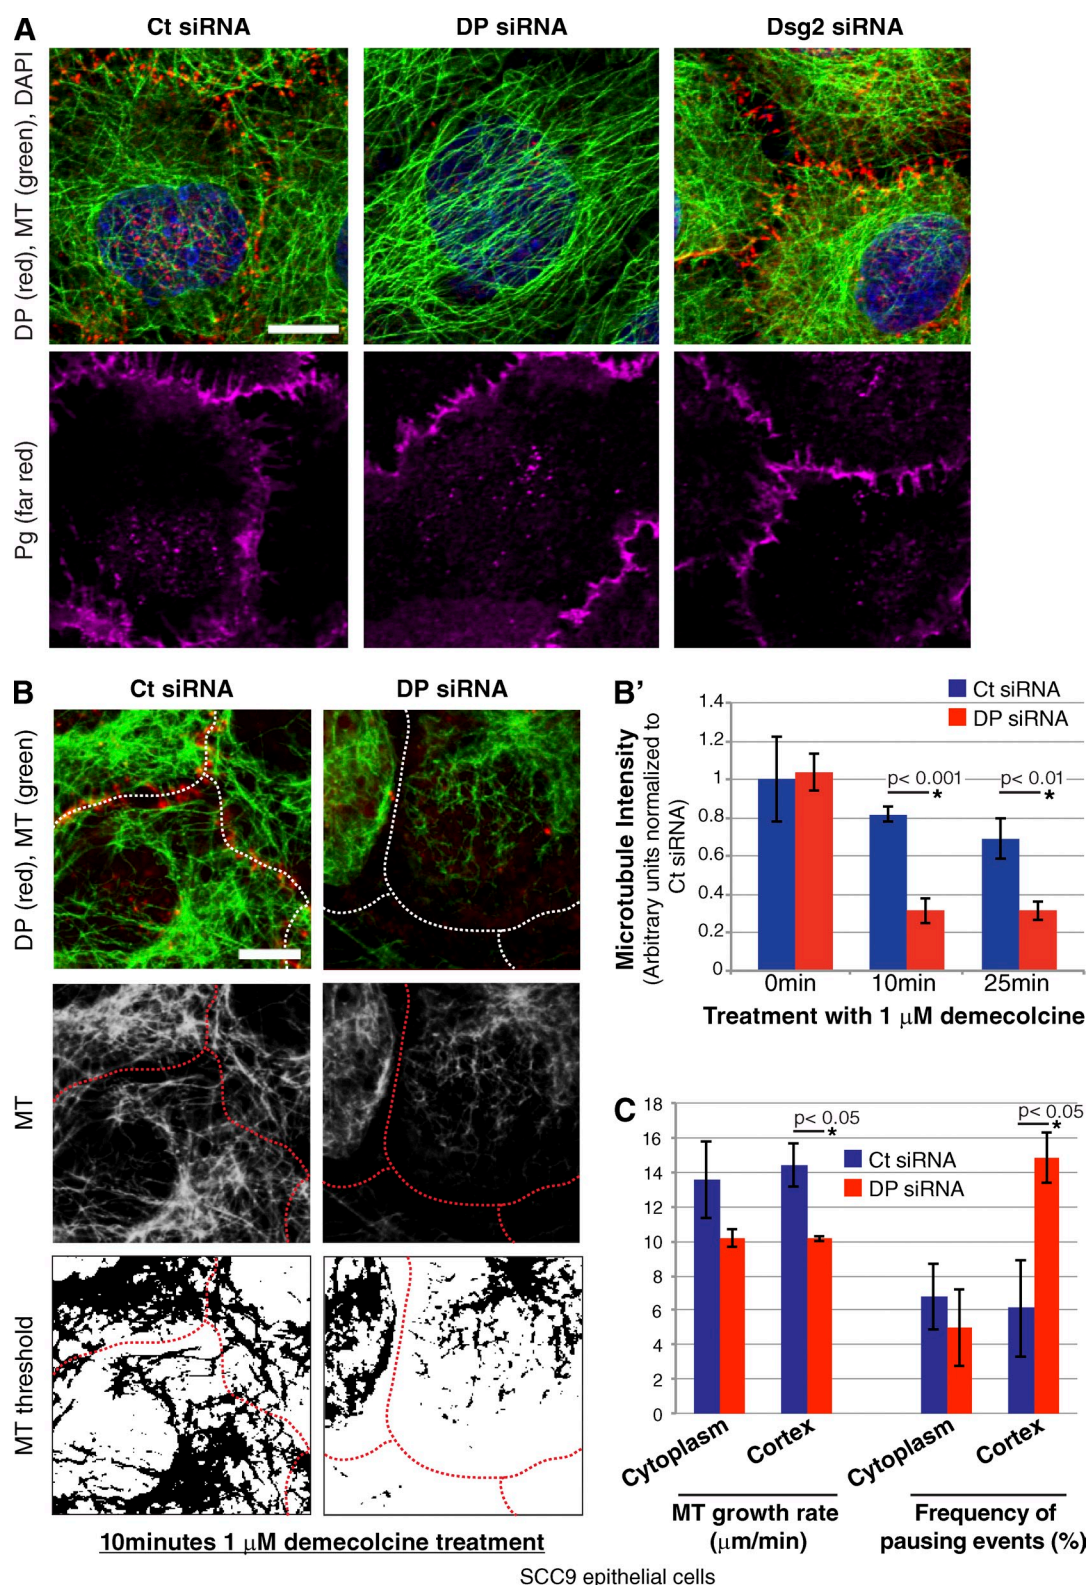 A
Ct siRNA
DP siRNA
Dsg2 siRNA
DP (red), MT (green), DAPI
Pg (far red)
B
Ct siRNA
DP siRNA
DP (red), MT (green)
MT
MT threshold
10minutes 1 μM demecolcine treatment
B'
Ct siRNA
DP siRNA
Microtubule Intensity
(Arbitrary units normalized to
Ct siRNA)
1.4
1.2
1
0.8
0.6
0.4
0.2
0
p< 0.001
*
p< 0.01
*
0min
10min
25min
Treatment with 1 μM demecolcine
C
18
16
14
12
10
8
6
4
2
0
p< 0.05
*
p< 0.05
*
Ct siRNA
DP siRNA
Cytoplasm
Cortex
Cytoplasm
Cortex
MT growth rate
(μm/min)
Frequency of
pausing events (%)
SCC9 epithelial cells